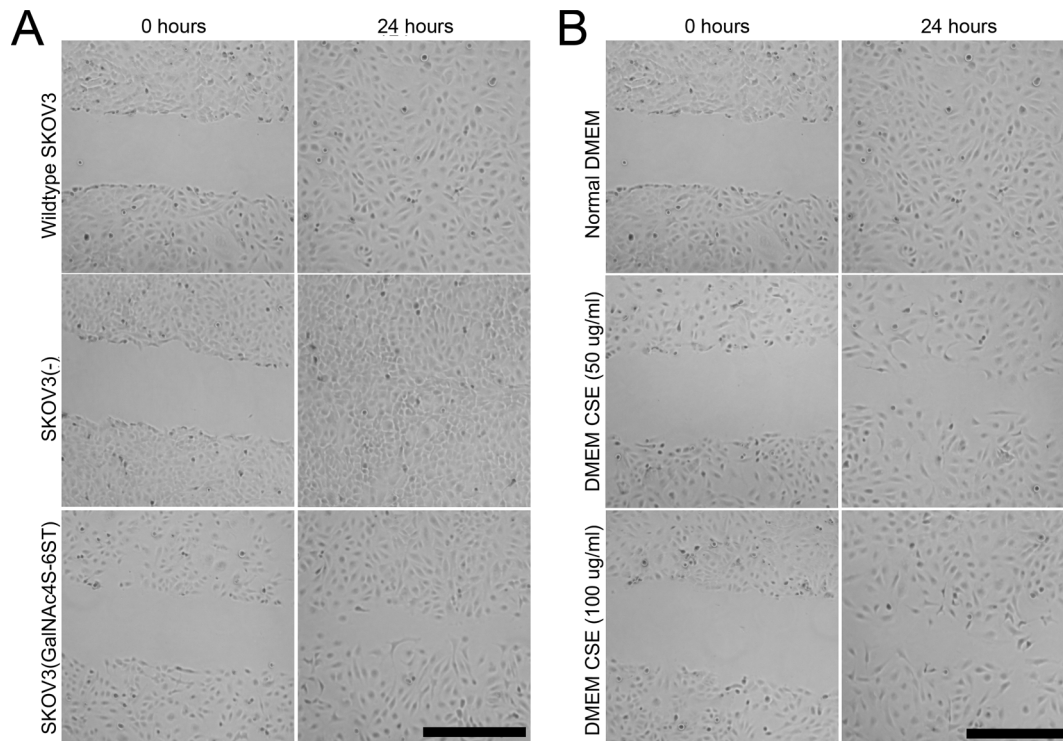 A
0 hours
24 hours
Wildtype SKOV3
SKOV3(-)
SKOV3(GalNAc4S-6ST)
B
0 hours
24 hours
Normal DMEM
DMEM CSE (50 ug/ml)
DMEM CSE (100 ug/ml)